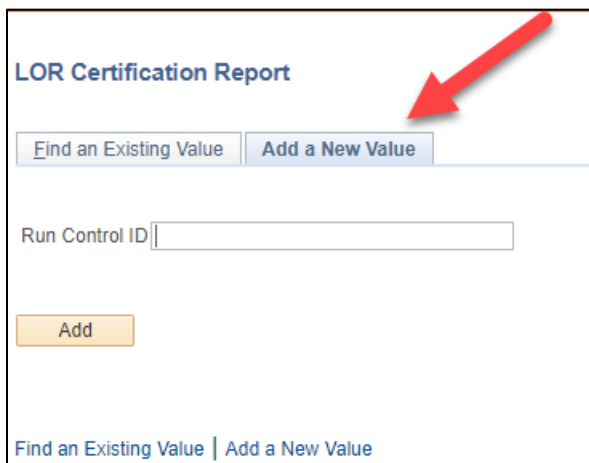 LOR Certification Report
Find an Existing Value Add a New Value
Run Control ID
Add
Find an Existing Value | Add a New Value